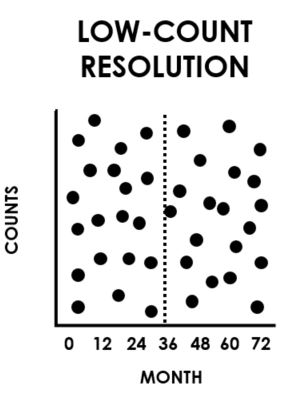 LOW-COUNT
RESOLUTION
COUNTS
0 12 24 36 48 60 72
MONTH